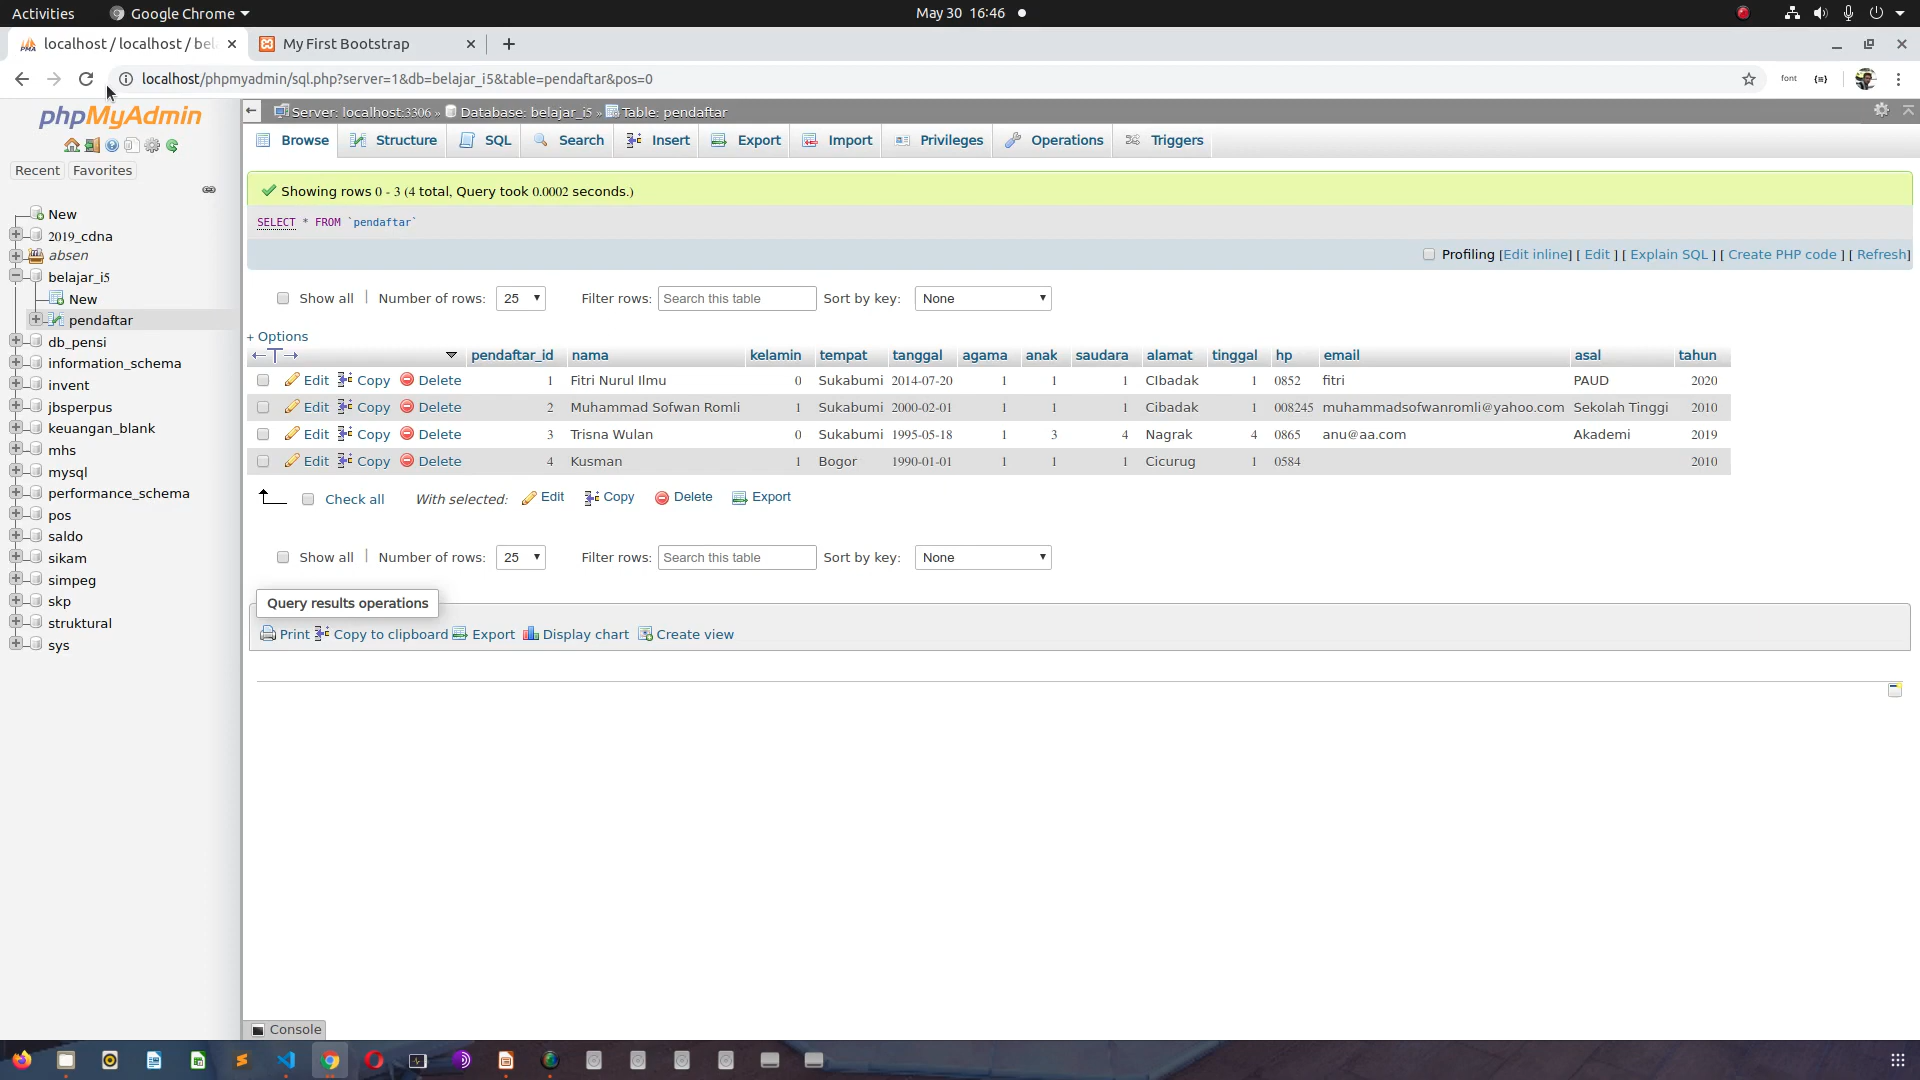 Activities Google Chrome May 30 16:46
localhost / localhost / bel My First Bootstrap
localhost/phpmyadmin/sql.php?server=1&db=belajar_i5&table=pendaftar&pos=0 font
phpMyAdmin
Recent Favorites
New
2019_cdna
absen
belajar_i5
New
pendaftar
db_pensi
information_schema
invent
jbsperpus
keuangan_blank
mhs
mysql
performance_schema
pos
saldo
sikam
simpeg
skp
struktural
sys
Server: localhost:3306 » Database: belajar_i5 » Table: pendaftar
Browse Structure SQL Search Insert Export Import Privileges Operations Triggers
Showing rows 0 - 3 (4 total, Query took 0.0002 seconds.)
SELECT * FROM `pendaftar`
Profiling [Edit inline] [ Edit ] [ Explain SQL ] [ Create PHP code ] [ Refresh]
Show all | Number of rows: 25 Filter rows: Search this table Sort by key: None
+ Options
←T→ pendaftar_id nama kelamin tempat tanggal agama anak saudara alamat tinggal hp email asal tahun
Edit Copy Delete 1 Fitri Nurul Ilmu 0 Sukabumi 2014-07-20 1 1 1 CIbadak 1 0852 fitri PAUD 2020
Edit Copy Delete 2 Muhammad Sofwan Romli 1 Sukabumi 2000-02-01 1 1 1 Cibadak 1 008245 muhammadsofwanromli@yahoo.com Sekolah Tinggi 2010
Edit Copy Delete 3 Trisna Wulan 0 Sukabumi 1995-05-18 1 3 4 Nagrak 4 0865 anu@aa.com Akademi 2019
Edit Copy Delete 4 Kusman 1 Bogor 1990-01-01 1 1 1 Cicurug 1 0584 2010
Check all With selected: Edit Copy Delete Export
Show all | Number of rows: 25 Filter rows: Search this table Sort by key: None
Query results operations
Print Copy to clipboard Export Display chart Create view
Console